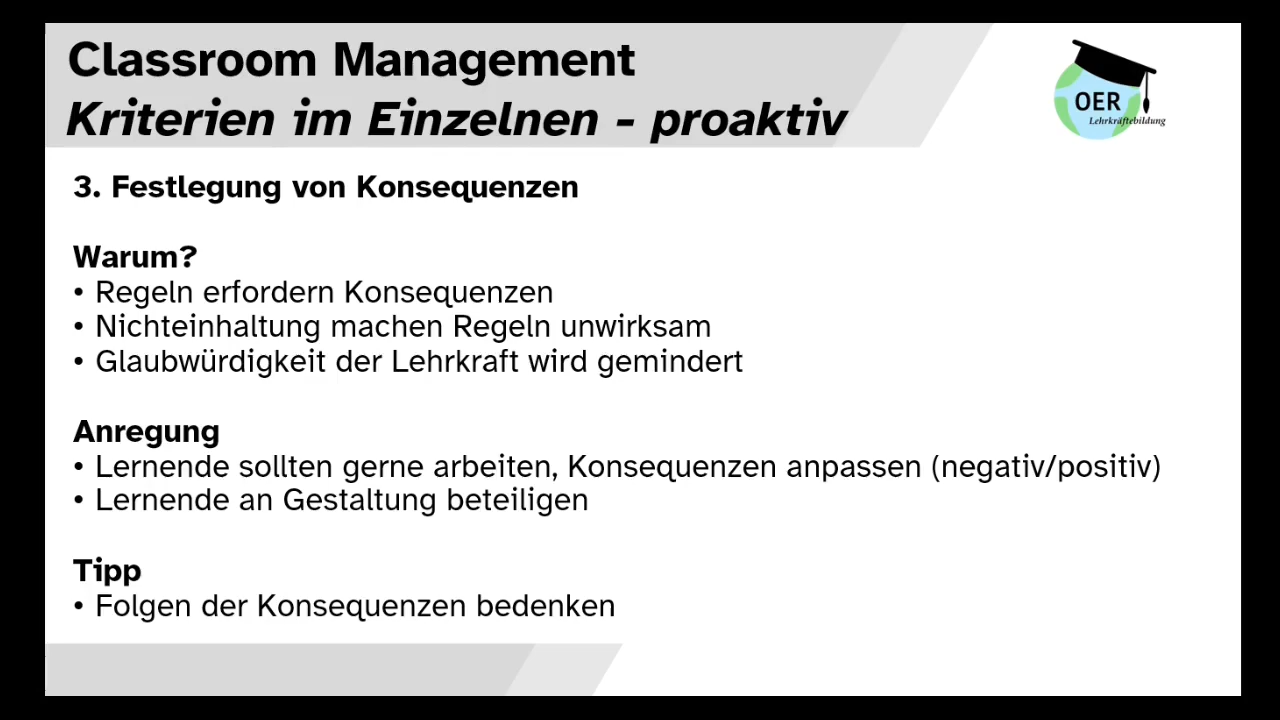 Classroom Management
Kriterien im Einzelnen - proaktiv
OER
Lehrkräftebildung
3. Festlegung von Konsequenzen
Warum?
• Regeln erfordern Konsequenzen
• Nichteinhaltung machen Regeln unwirksam
• Glaubwürdigkeit der Lehrkraft wird gemindert
Anregung
• Lernende sollten gerne arbeiten, Konsequenzen anpassen (negativ/positiv)
• Lernende an Gestaltung beteiligen
Tipp
• Folgen der Konsequenzen bedenken